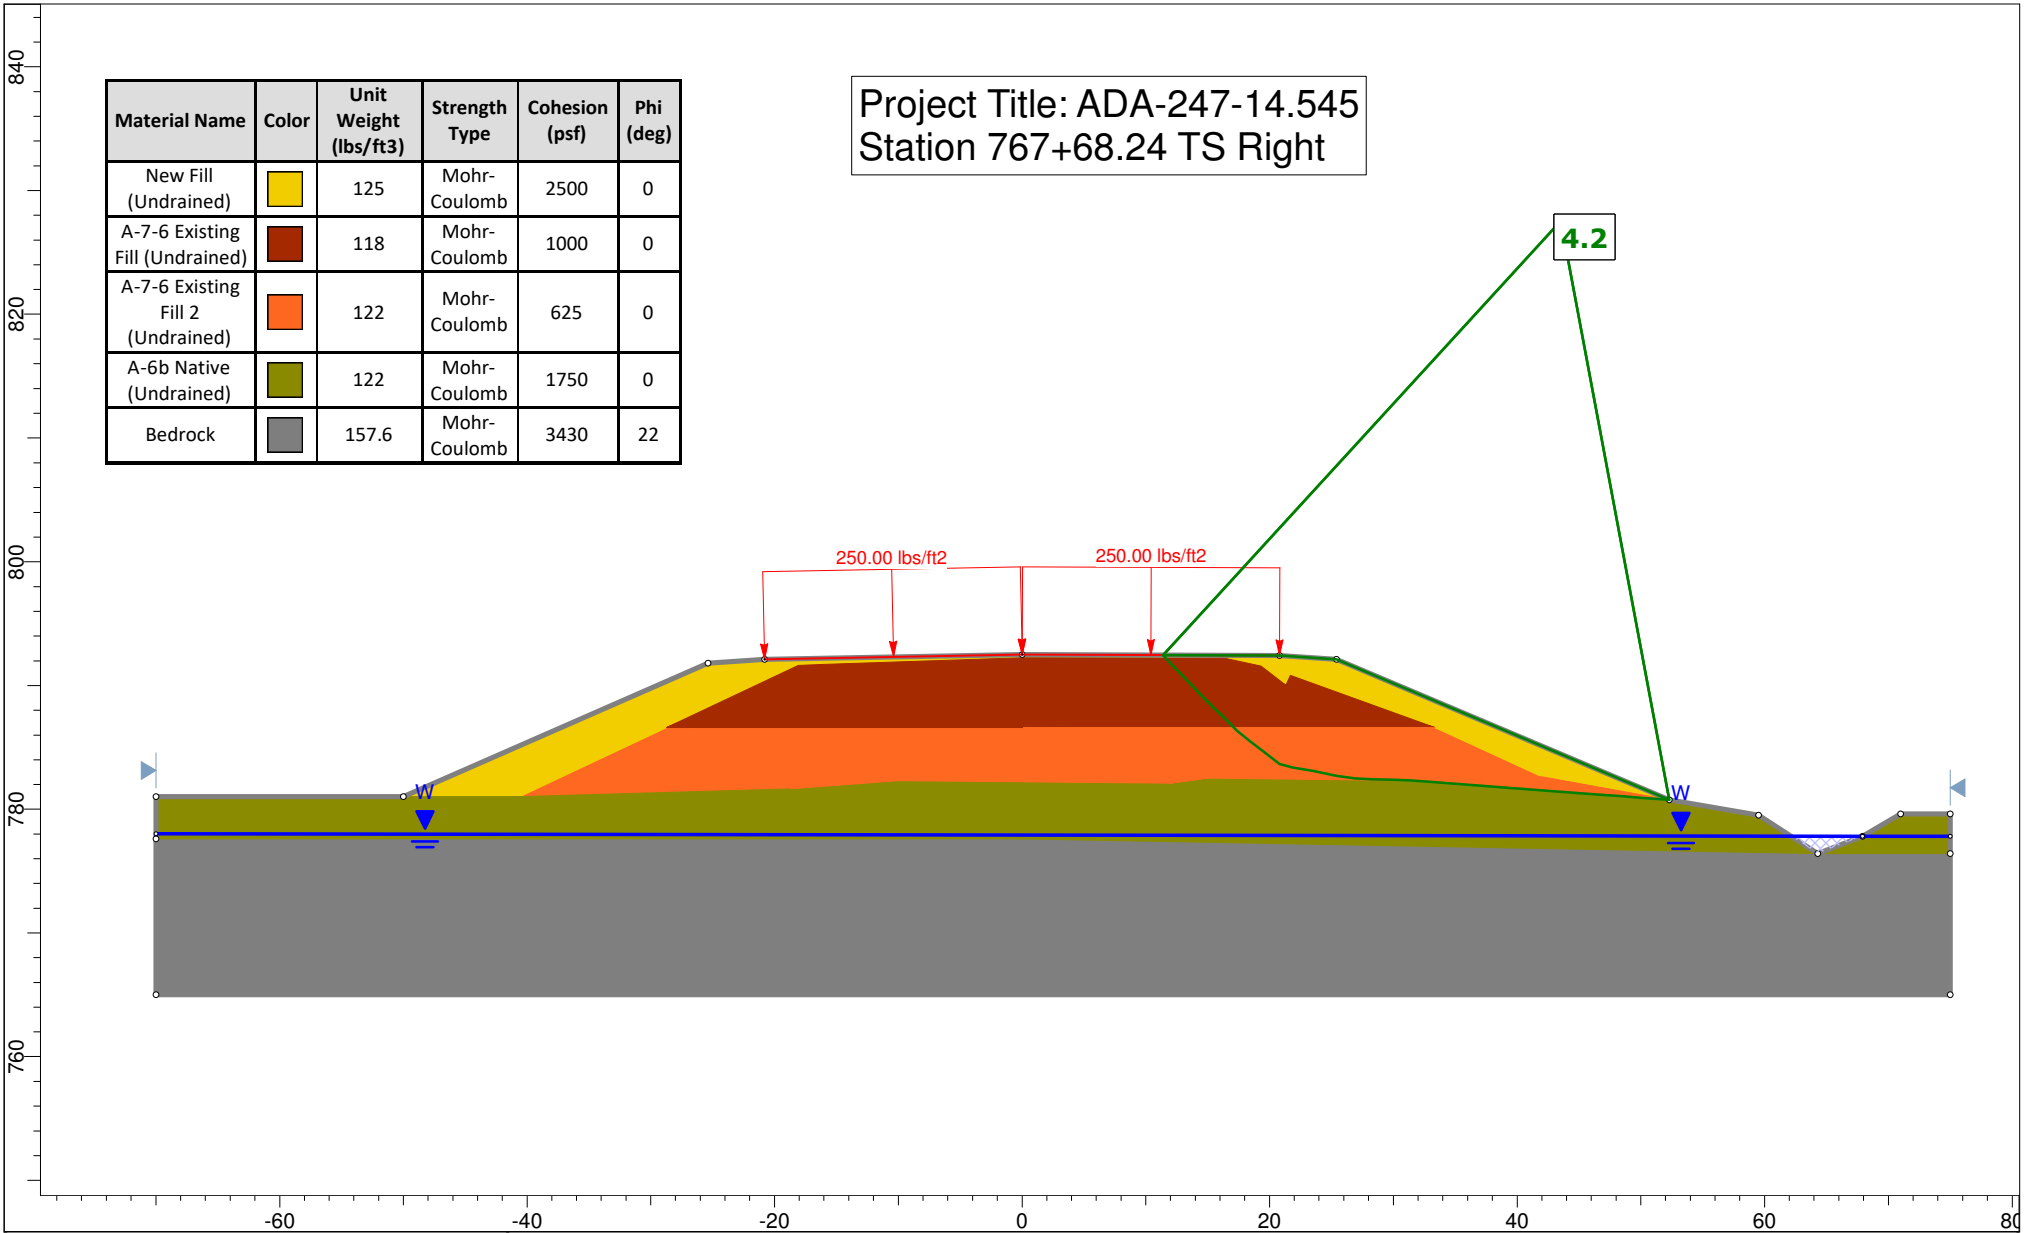 Project Title: ADA-247-14.545
Station 767+68.24 TS Right
Material Name Color Unit Weight (lbs/ft3) Strength Type Cohesion (psf) Phi (deg)
New Fill (Undrained) 125 Mohr-Coulomb 2500 0
A-7-6 Existing Fill (Undrained) 118 Mohr-Coulomb 1000 0
A-7-6 Existing Fill 2 (Undrained) 122 Mohr-Coulomb 625 0
A-6b Native (Undrained) 122 Mohr-Coulomb 1750 0
Bedrock 157.6 Mohr-Coulomb 3430 22
4.2
250.00 lbs/ft2 250.00 lbs/ft2
W W
840
820
800
780
760
-60 -40 -20 0 20 40 60 80